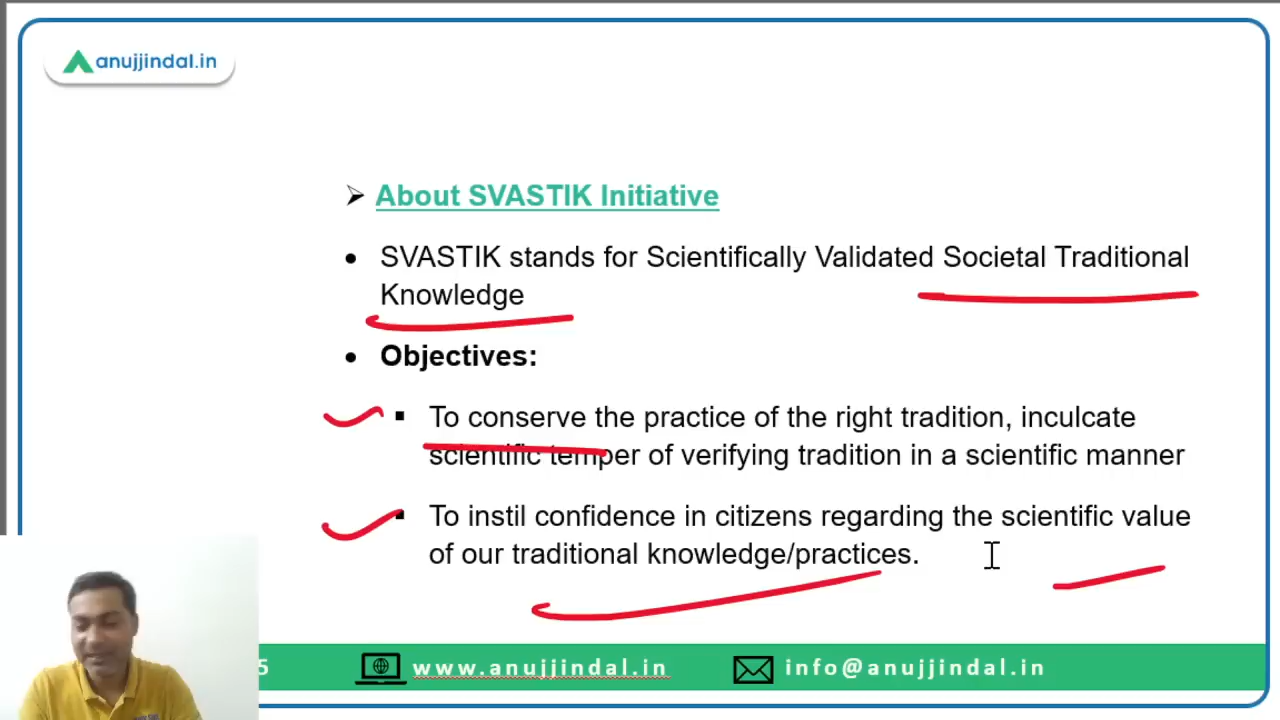 anujjindal.in
About SVASTIK Initiative
SVASTIK stands for Scientifically Validated Societal Traditional
Knowledge
Objectives:
To conserve the practice of the right tradition, inculcate
scientific temper of verifying tradition in a scientific manner
To instil confidence in citizens regarding the scientific value
of our traditional knowledge/practices.
5 www.anujjindal.in info@anujjindal.in